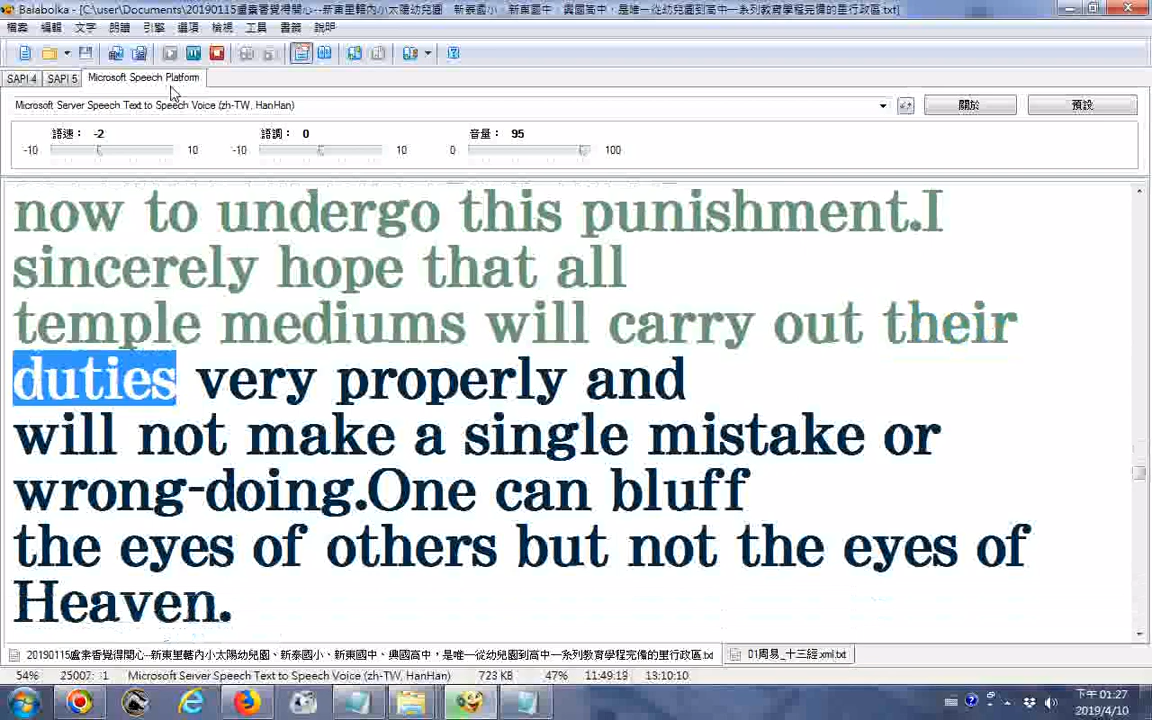 Balabolka - [C:\user\Documents\20190115盧素香覺得開心--新東里轄內小太陽幼兒園、新泰國小、新東國中、興國高中，是唯一從幼兒園到高中一系列教育學程完備的里行政區.txt]
檔案 編輯 文字 朗讀 引擎 選項 檢視 工具 書籤 說明
SAPI 4 SAPI 5 Microsoft Speech Platform
Microsoft Server Speech Text to Speech Voice (zh-TW, HanHan) 關於 預設
語速： -2 語調： 0 音量： 95
-10 10 -10 10 0 100
now to undergo this punishment.I
sincerely hope that all
temple mediums will carry out their
duties very properly and
will not make a single mistake or
wrong-doing.One can bluff
the eyes of others but not the eyes of
Heaven.
20190115盧素香覺得開心--新東里轄內小太陽幼兒園、新泰國小、新東國中、興國高中，是唯一從幼兒園到高中一系列教育學程完備的里行政區.txt 01周易_十三經.xml.txt
54% 25007: 1 Microsoft Server Speech Text to Speech Voice (zh-TW, HanHan) 723 KB 47% 11:49:19 13:10:10
下午 01:27
2019/4/10